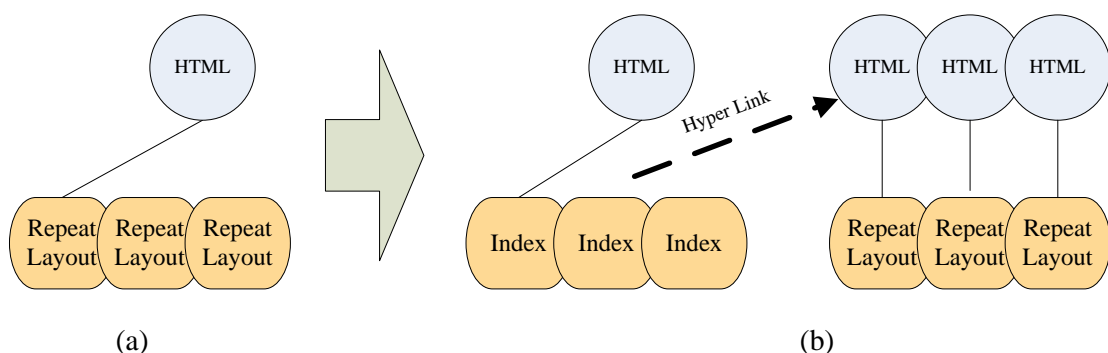 HTML
Repeat
Layout
Repeat
Layout
Repeat
Layout
(a)
HTML
Hyper Link
HTML
HTML
HTML
Index
Index
Index
Repeat
Layout
Repeat
Layout
Repeat
Layout
(b)